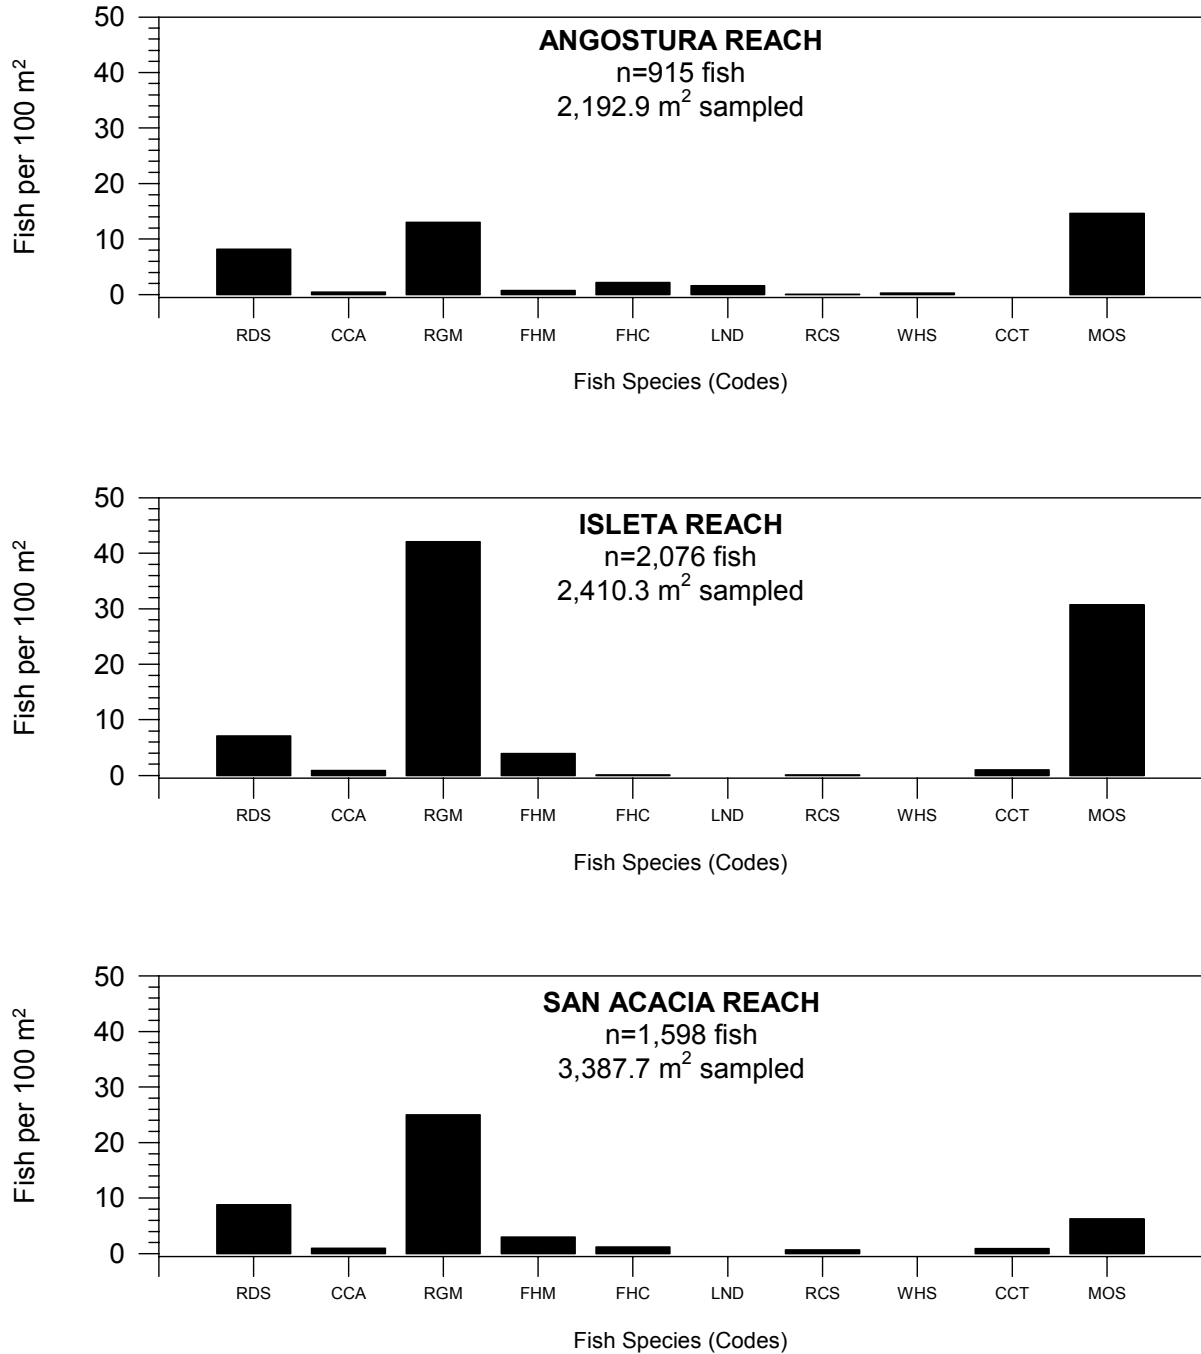 ANGOSTURA REACH
n=915 fish
2,192.9 m² sampled
Fish per 100 m²
50
40
30
20
10
0
RDS CCA RGM FHM FHC LND RCS WHS CCT MOS
Fish Species (Codes)
ISLETA REACH
n=2,076 fish
2,410.3 m² sampled
Fish per 100 m²
50
40
30
20
10
0
RDS CCA RGM FHM FHC LND RCS WHS CCT MOS
Fish Species (Codes)
SAN ACACIA REACH
n=1,598 fish
3,387.7 m² sampled
Fish per 100 m²
50
40
30
20
10
0
RDS CCA RGM FHM FHC LND RCS WHS CCT MOS
Fish Species (Codes)